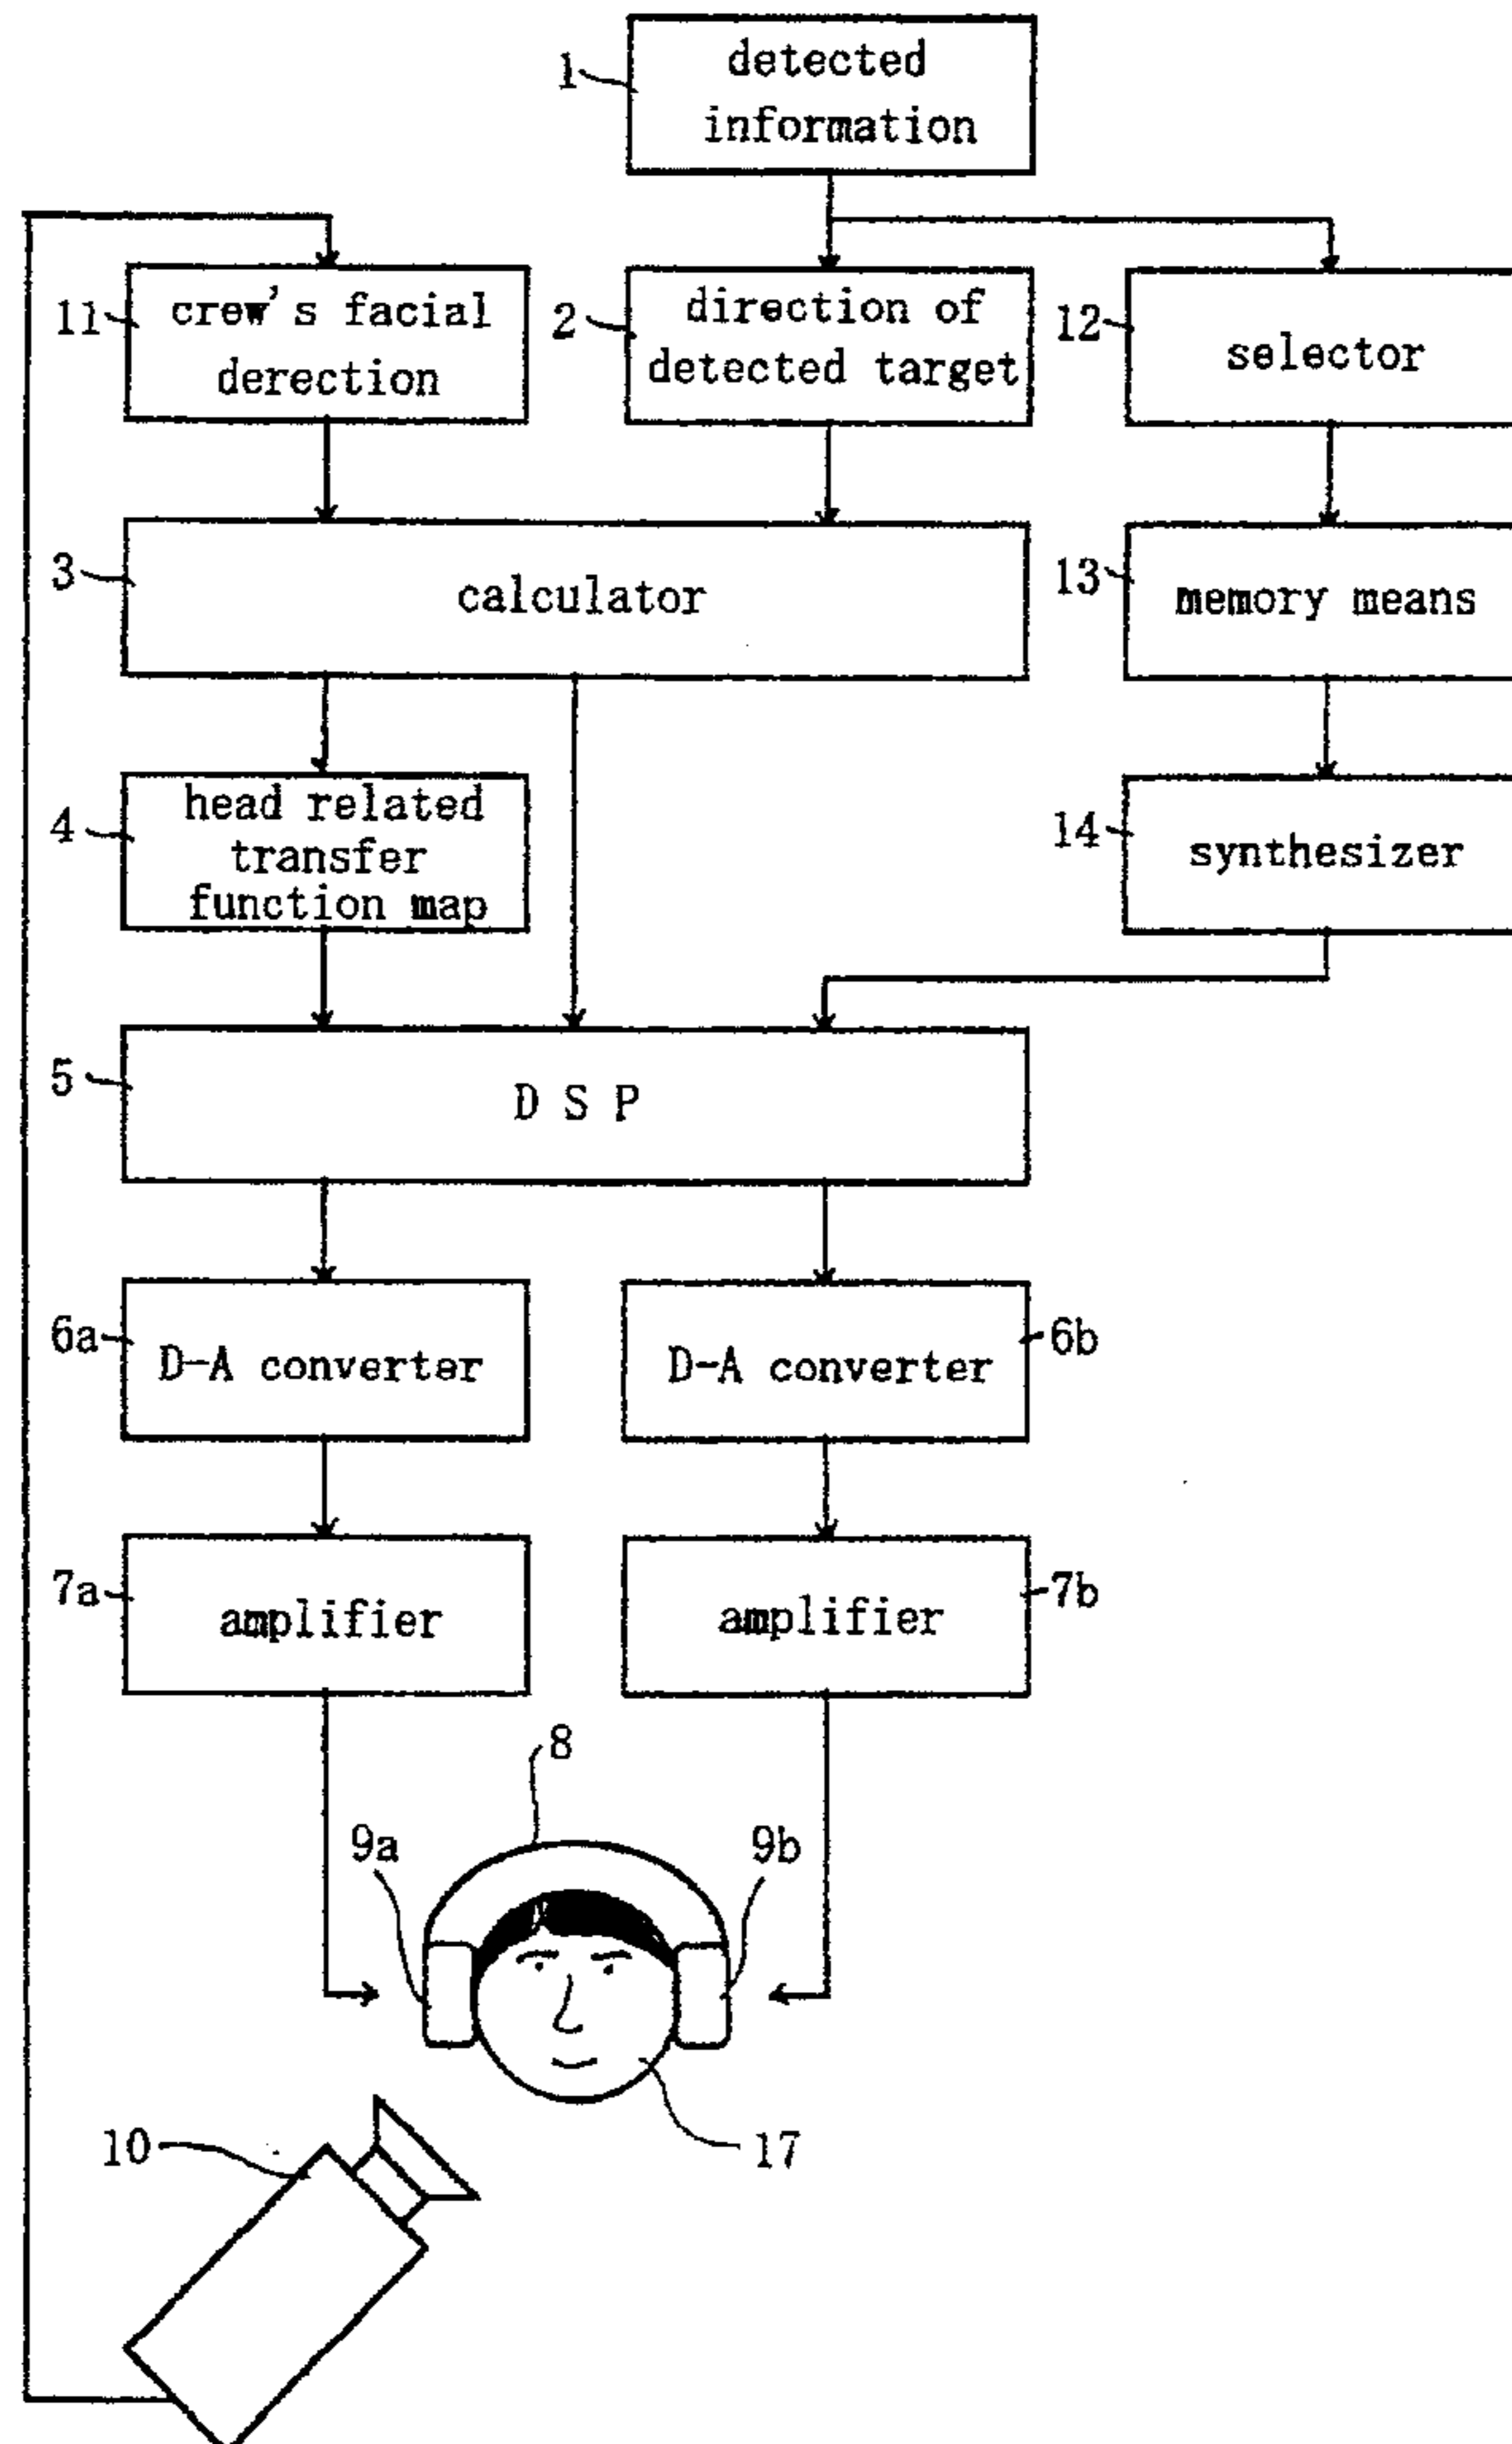 1
detected
information
11
crew's facial
derection
2
direction of
detected target
12
selector
3
calculator
13
memory means
4
head related
transfer
function map
14
synthesizer
5
D S P
6a
D-A converter
D-A converter
6b
7a
amplifier
amplifier
7b
8
9a
9b
10
17